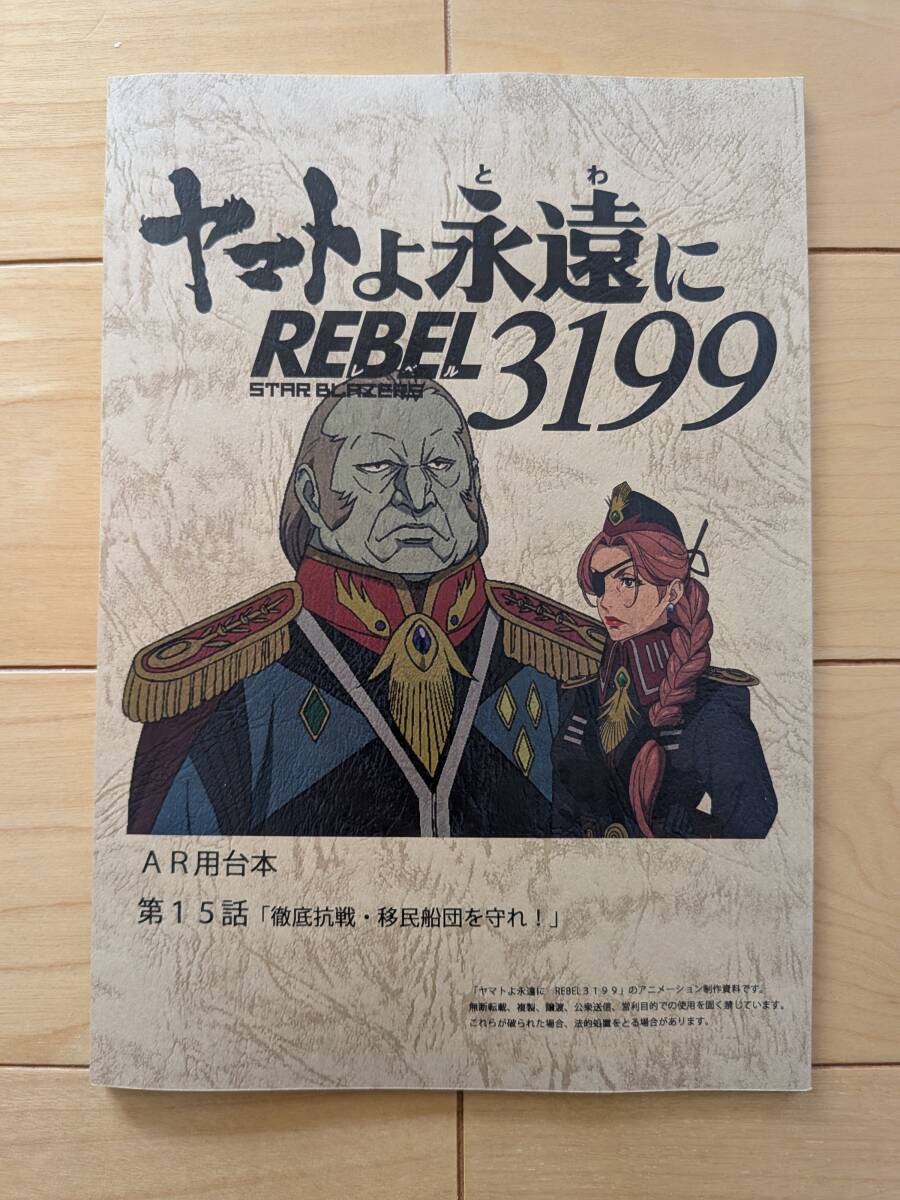 とわ
ヤマトよ永遠に
REBEL 3199
レベル
STAR BLAZERS
AR用台本
第15話「徹底抗戦・移民船団を守れ!」
「ヤマトよ永遠に REBEL3199」のアニメーション制作資料です。
無断転載、複製、譲渡、公衆送信、営利目的での使用を固く禁じています。
これらが破られた場合、法的処置をとる場合があります。